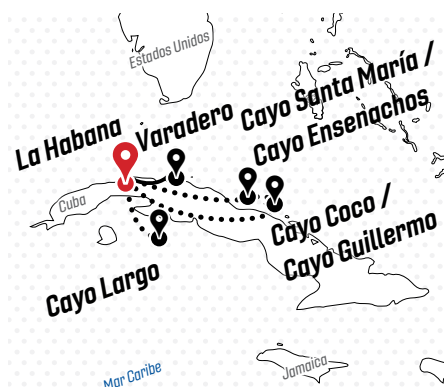 Estados Unidos
Cayo Santa María /
Cayo Ensenachos
La Habana
Varadero
Cuba
Cayo Coco /
Cayo Guillermo
Cayo Largo
Jamaica
Mar Caribe